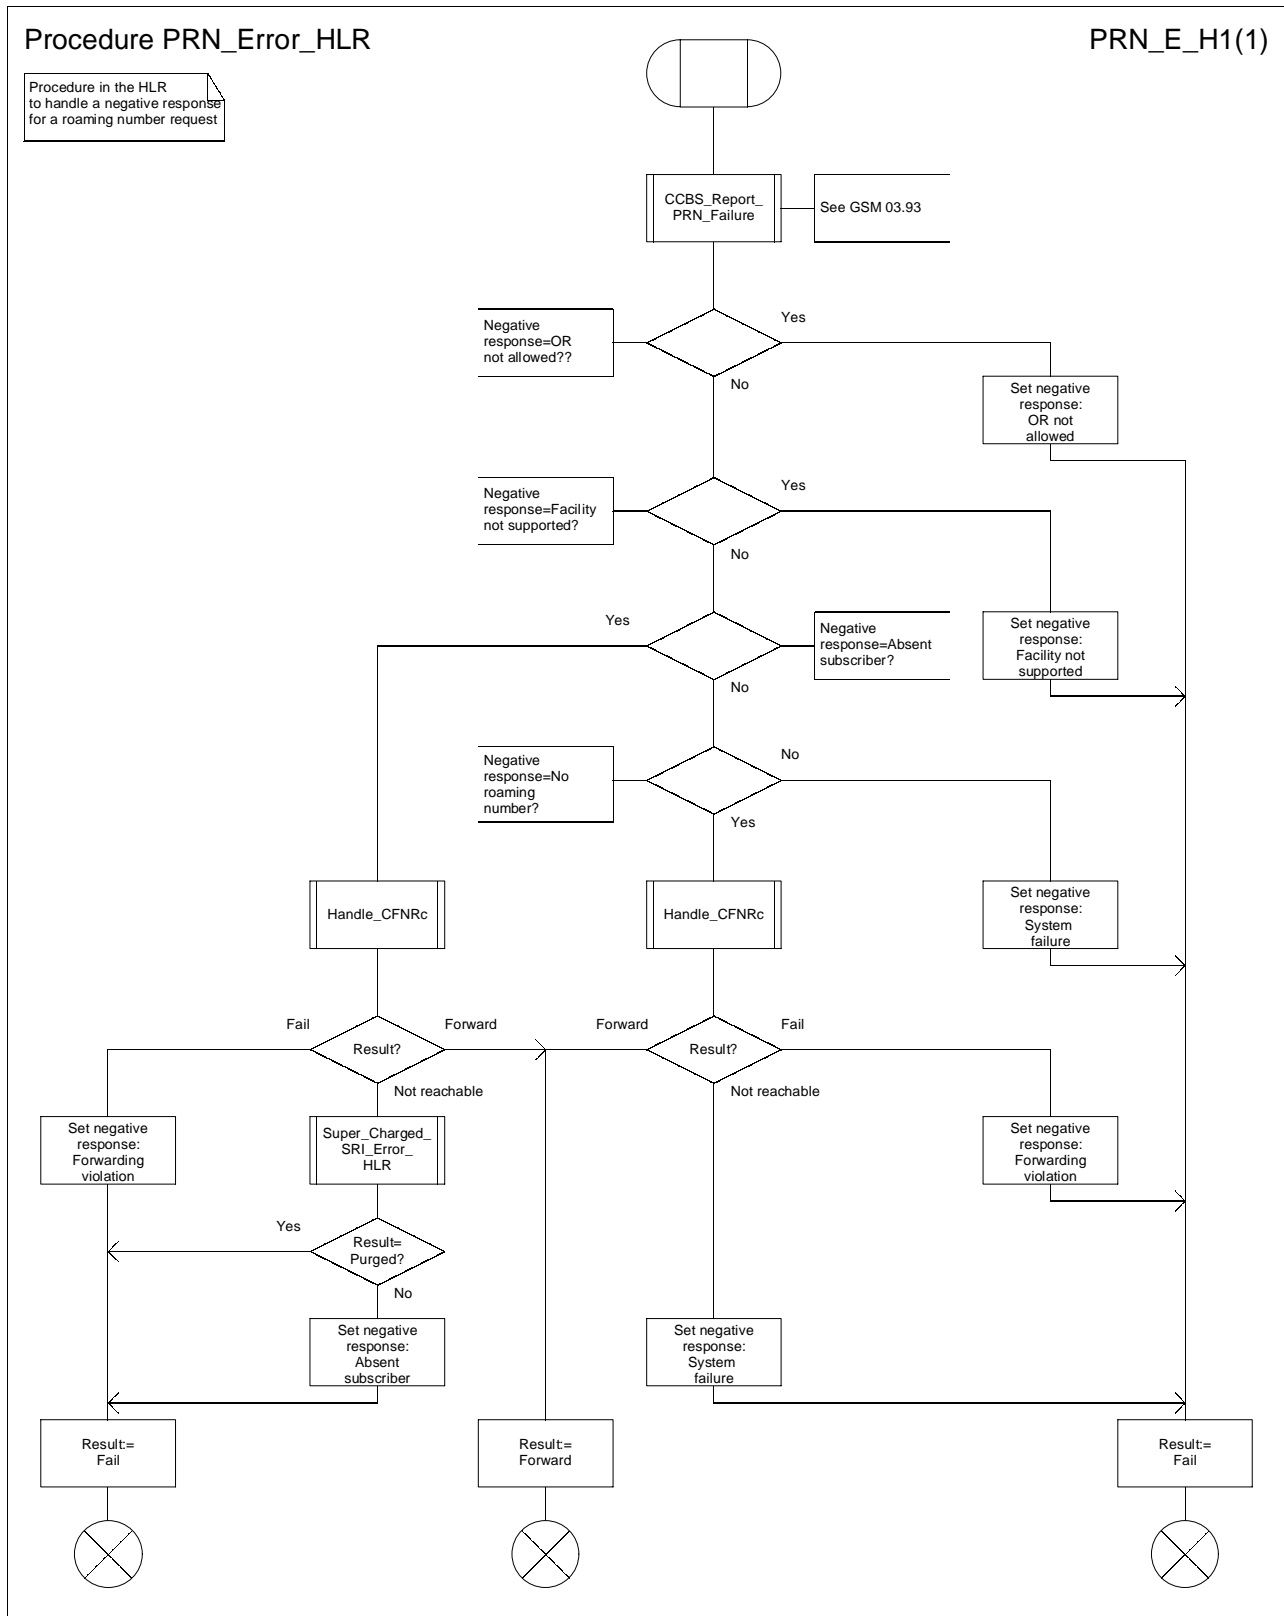 Procedure PRN_Error_HLR
PRN_E_H1(1)
Procedure in the HLR
to handle a negative response
for a roaming number request
CCBS_Report_
PRN_Failure
See GSM 03.93
Negative
response=OR
not allowed??
Yes
No
Set negative
response:
OR not
allowed
Negative
response=Facility
not supported?
Yes
No
Yes
Negative
response=Absent
subscriber?
Set negative
response:
Facility not
supported
No
Negative
response=No
roaming
number?
No
Yes
Handle_CFNRc
Handle_CFNRc
Set negative
response:
System
failure
Fail
Forward
Forward
Fail
Result?
Result?
Not reachable
Not reachable
Set negative
response:
Forwarding
violation
Super_Charged_
SRI_Error_
HLR
Set negative
response:
Forwarding
violation
Yes
Result=
Purged?
No
Set negative
response:
Absent
subscriber
Set negative
response:
System
failure
Result:=
Fail
Result:=
Forward
Result:=
Fail